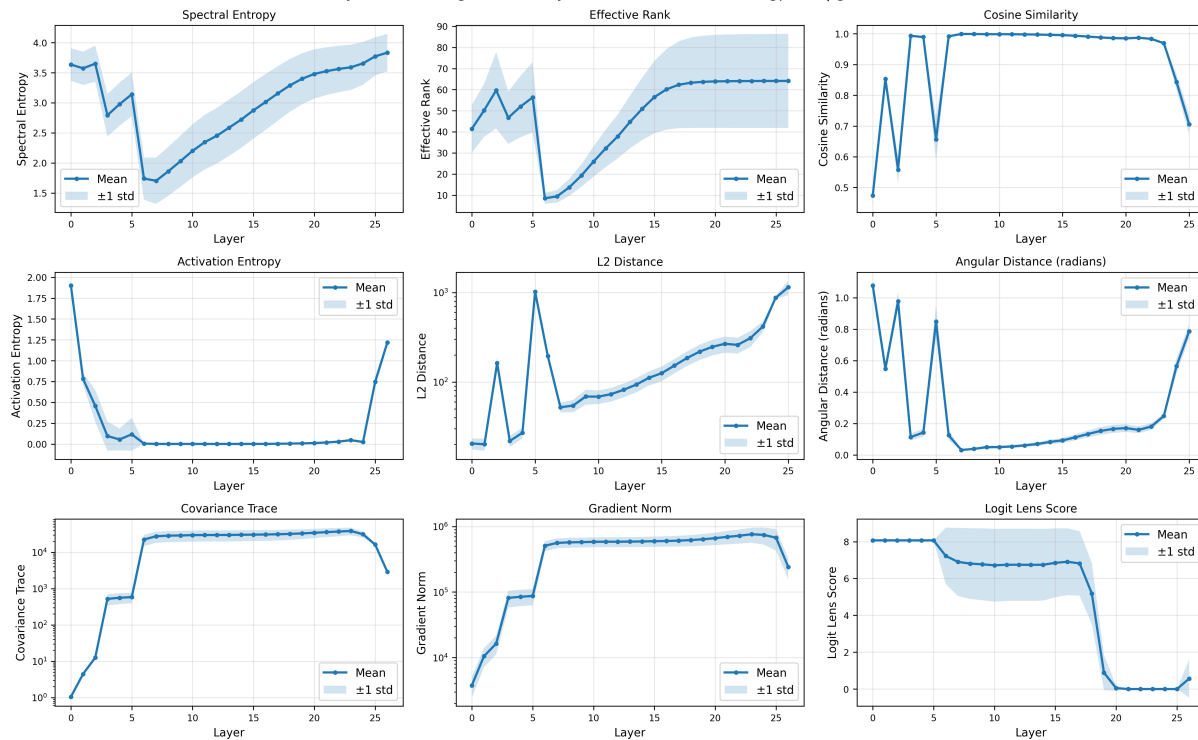 Spectral Entropy
Effective Rank
Cosine Similarity
Spectral Entropy
4.0
3.5
3.0
2.5
2.0
1.5
Mean
±1 std
0 5 10 15 20 25
Layer
Effective Rank
90
80
70
60
50
40
30
20
10
Mean
±1 std
0 5 10 15 20 25
Layer
Cosine Similarity
1.0
0.9
0.8
0.7
0.6
0.5
Mean
±1 std
0 5 10 15 20 25
Layer
Activation Entropy
L2 Distance
Angular Distance (radians)
Activation Entropy
2.00
1.75
1.50
1.25
1.00
0.75
0.50
0.25
0.00
Mean
±1 std
0 5 10 15 20 25
Layer
L2 Distance
10³
10²
Mean
±1 std
0 5 10 15 20 25
Layer
Angular Distance (radians)
1.0
0.8
0.6
0.4
0.2
0.0
Mean
±1 std
0 5 10 15 20 25
Layer
Covariance Trace
Gradient Norm
Logit Lens Score
Covariance Trace
10⁴
10³
10²
10¹
10⁰
Mean
±1 std
0 5 10 15 20 25
Layer
Gradient Norm
10⁶
10⁵
10⁴
Mean
±1 std
0 5 10 15 20 25
Layer
Logit Lens Score
8
6
4
2
0
Mean
±1 std
0 5 10 15 20 25
Layer